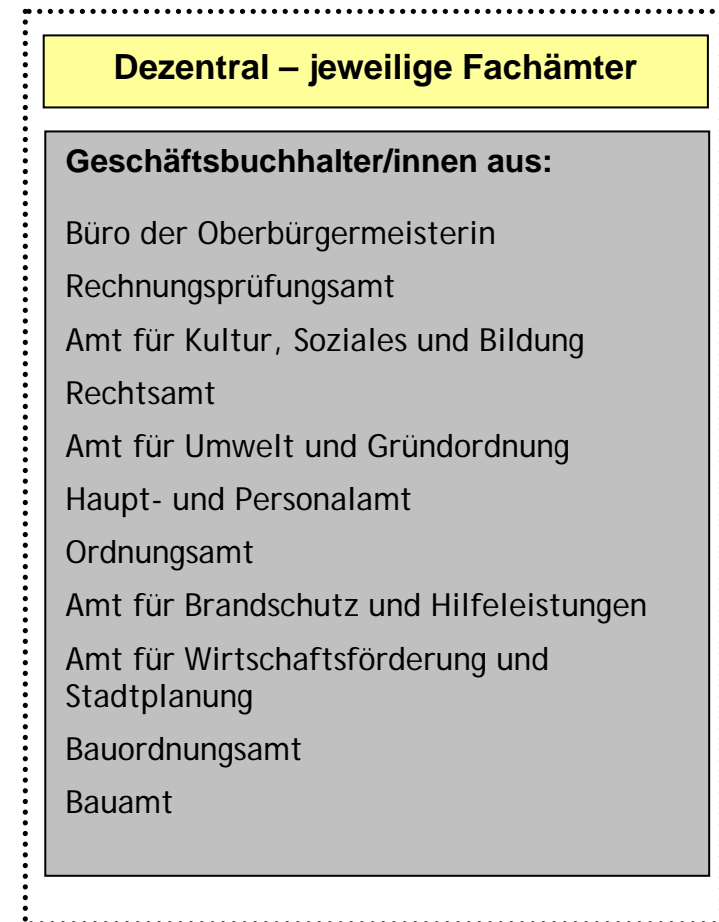 Dezentral – jeweilige Fachämter
Geschäftsbuchhalter/innen aus:
Büro der Oberbürgermeisterin
Rechnungsprüfungsamt
Amt für Kultur, Soziales und Bildung
Rechtsamt
Amt für Umwelt und Gründordnung
Haupt- und Personalamt
Ordnungsamt
Amt für Brandschutz und Hilfeleistungen
Amt für Wirtschaftsförderung und
Stadtplanung
Bauordnungsamt
Bauamt